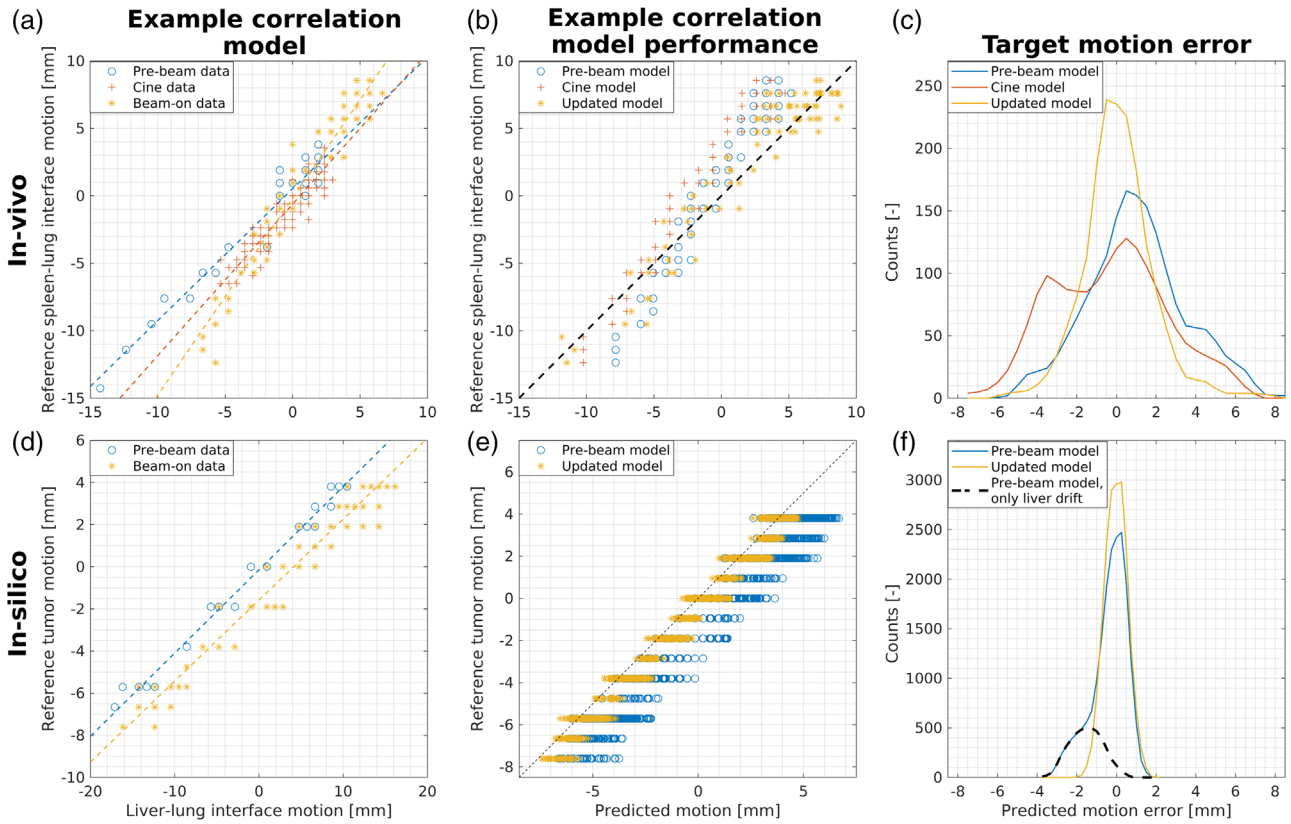 (a)
Example correlation
model
(b)
Example correlation
model performance
(c)
Target motion error
In-vivo
Reference spleen-lung interface motion [mm]
10
5
0
-5
-10
-15
Pre-beam data
Cine data
Beam-on data
-15
-10
-5
0
5
10
Reference spleen-lung interface motion [mm]
10
5
0
-5
-10
-15
Pre-beam model
Cine model
Updated model
-15
-10
-5
0
5
10
Counts [-]
250
200
150
100
50
0
Pre-beam model
Cine model
Updated model
-8
-6
-4
-2
0
2
4
6
8
(d)
(e)
(f)
In-silico
Reference tumor motion [mm]
6
4
2
0
-2
-4
-6
-8
-10
Pre-beam data
Beam-on data
-20
-10
0
10
20
Liver-lung interface motion [mm]
Reference tumor motion [mm]
6
4
2
0
-2
-4
-6
-8
Pre-beam model
Updated model
-5
0
5
Predicted motion [mm]
Counts [-]
3000
2500
2000
1500
1000
500
0
Pre-beam model
Updated model
Pre-beam model,
only liver drift
-8
-6
-4
-2
0
2
4
6
8
Predicted motion error [mm]